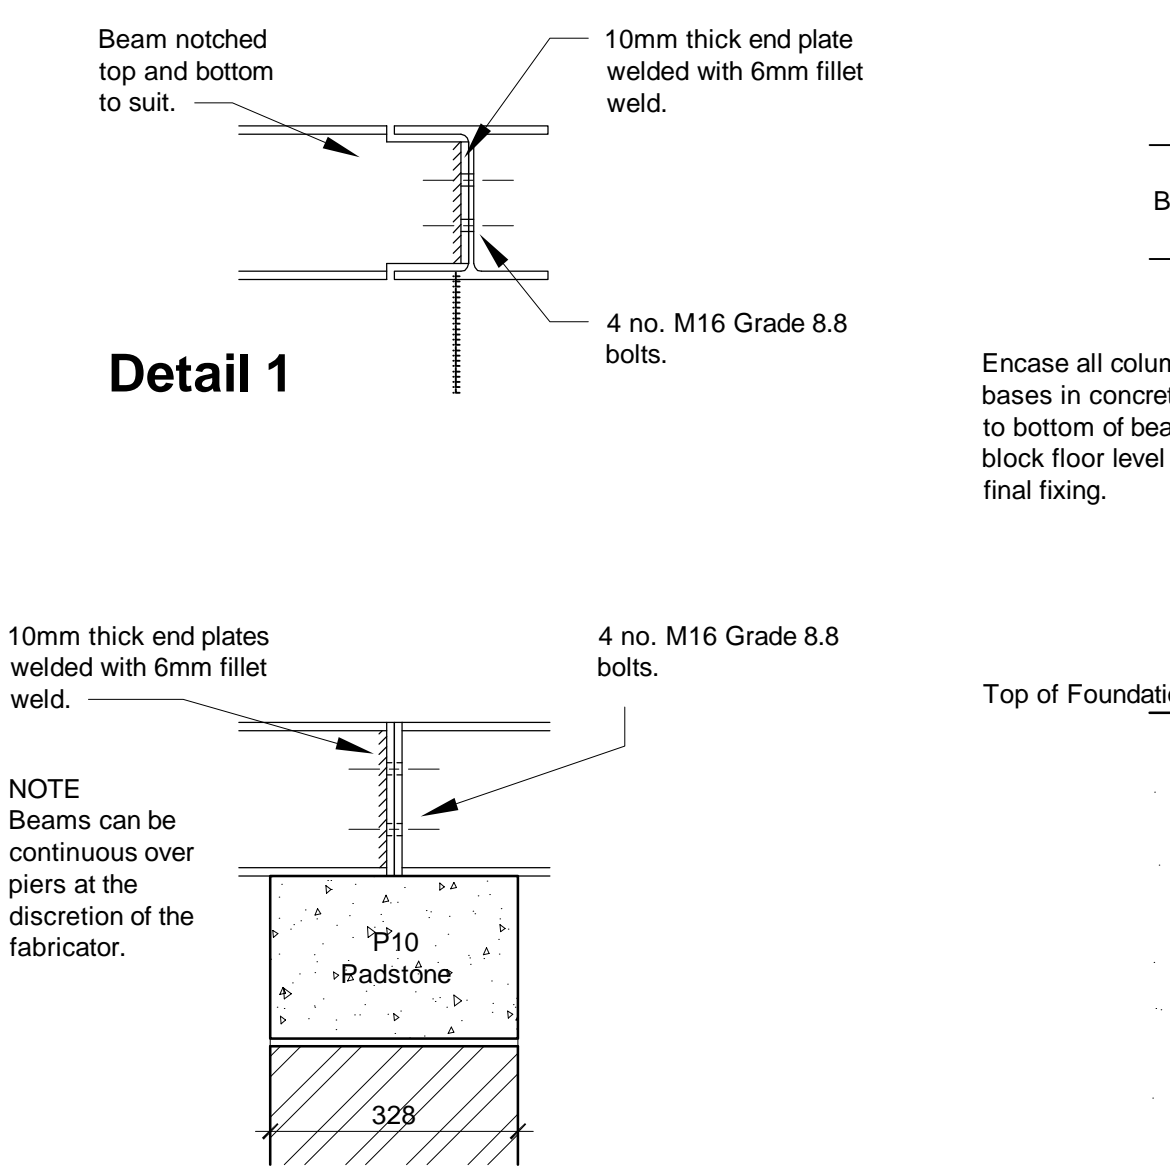 Beam notched
top and bottom
to suit.
10mm thick end plate
welded with 6mm fillet
weld.
4 no. M16 Grade 8.8
bolts.
Detail 1
B
Encase all colum
bases in concret
to bottom of bea
block floor level
final fixing.
10mm thick end plates
welded with 6mm fillet
weld.
4 no. M16 Grade 8.8
bolts.
Top of Foundatio
NOTE
Beams can be
continuous over
piers at the
discretion of the
fabricator.
P10
Padstone
328